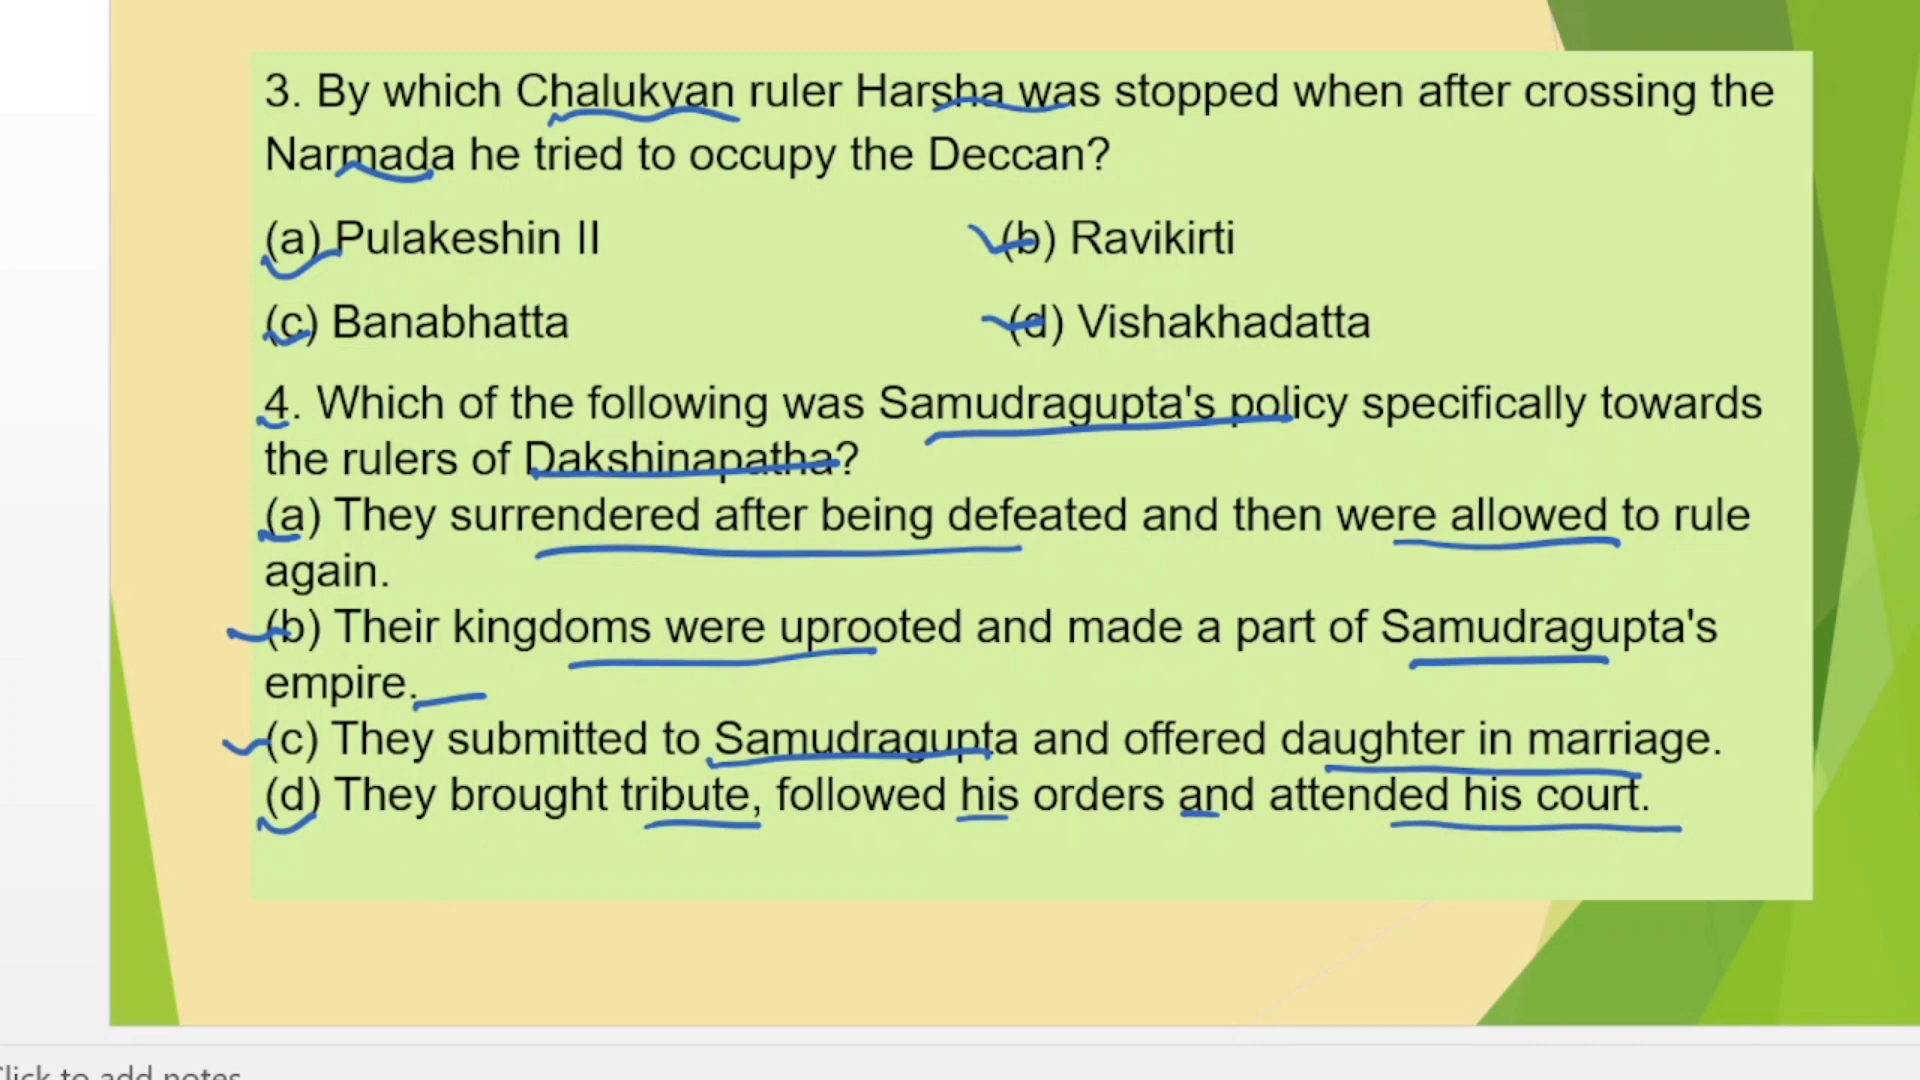 3. By which Chalukyan ruler Harsha was stopped when after crossing the
Narmada he tried to occupy the Deccan?
(a) Pulakeshin II (b) Ravikirti
(c) Banabhatta (d) Vishakhadatta
4. Which of the following was Samudragupta's policy specifically towards
the rulers of Dakshinapatha?
(a) They surrendered after being defeated and then were allowed to rule
again.
(b) Their kingdoms were uprooted and made a part of Samudragupta's
empire.
(c) They submitted to Samudragupta and offered daughter in marriage.
(d) They brought tribute, followed his orders and attended his court.
Click to add notes